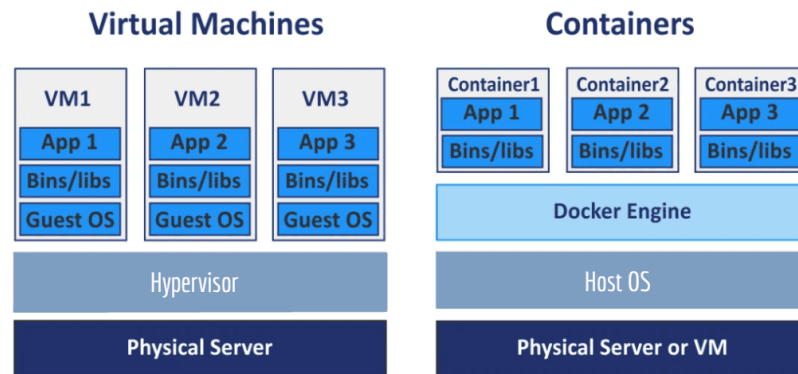 Virtual Machines
VM1
App 1
Bins/libs
Guest OS
VM2
App 2
Bins/libs
Guest OS
VM3
App 3
Bins/libs
Guest OS
Hypervisor
Physical Server
Containers
Container1
App 1
Bins/libs
Container2
App 2
Bins/libs
Container3
App 3
Bins/libs
Docker Engine
Host OS
Physical Server or VM